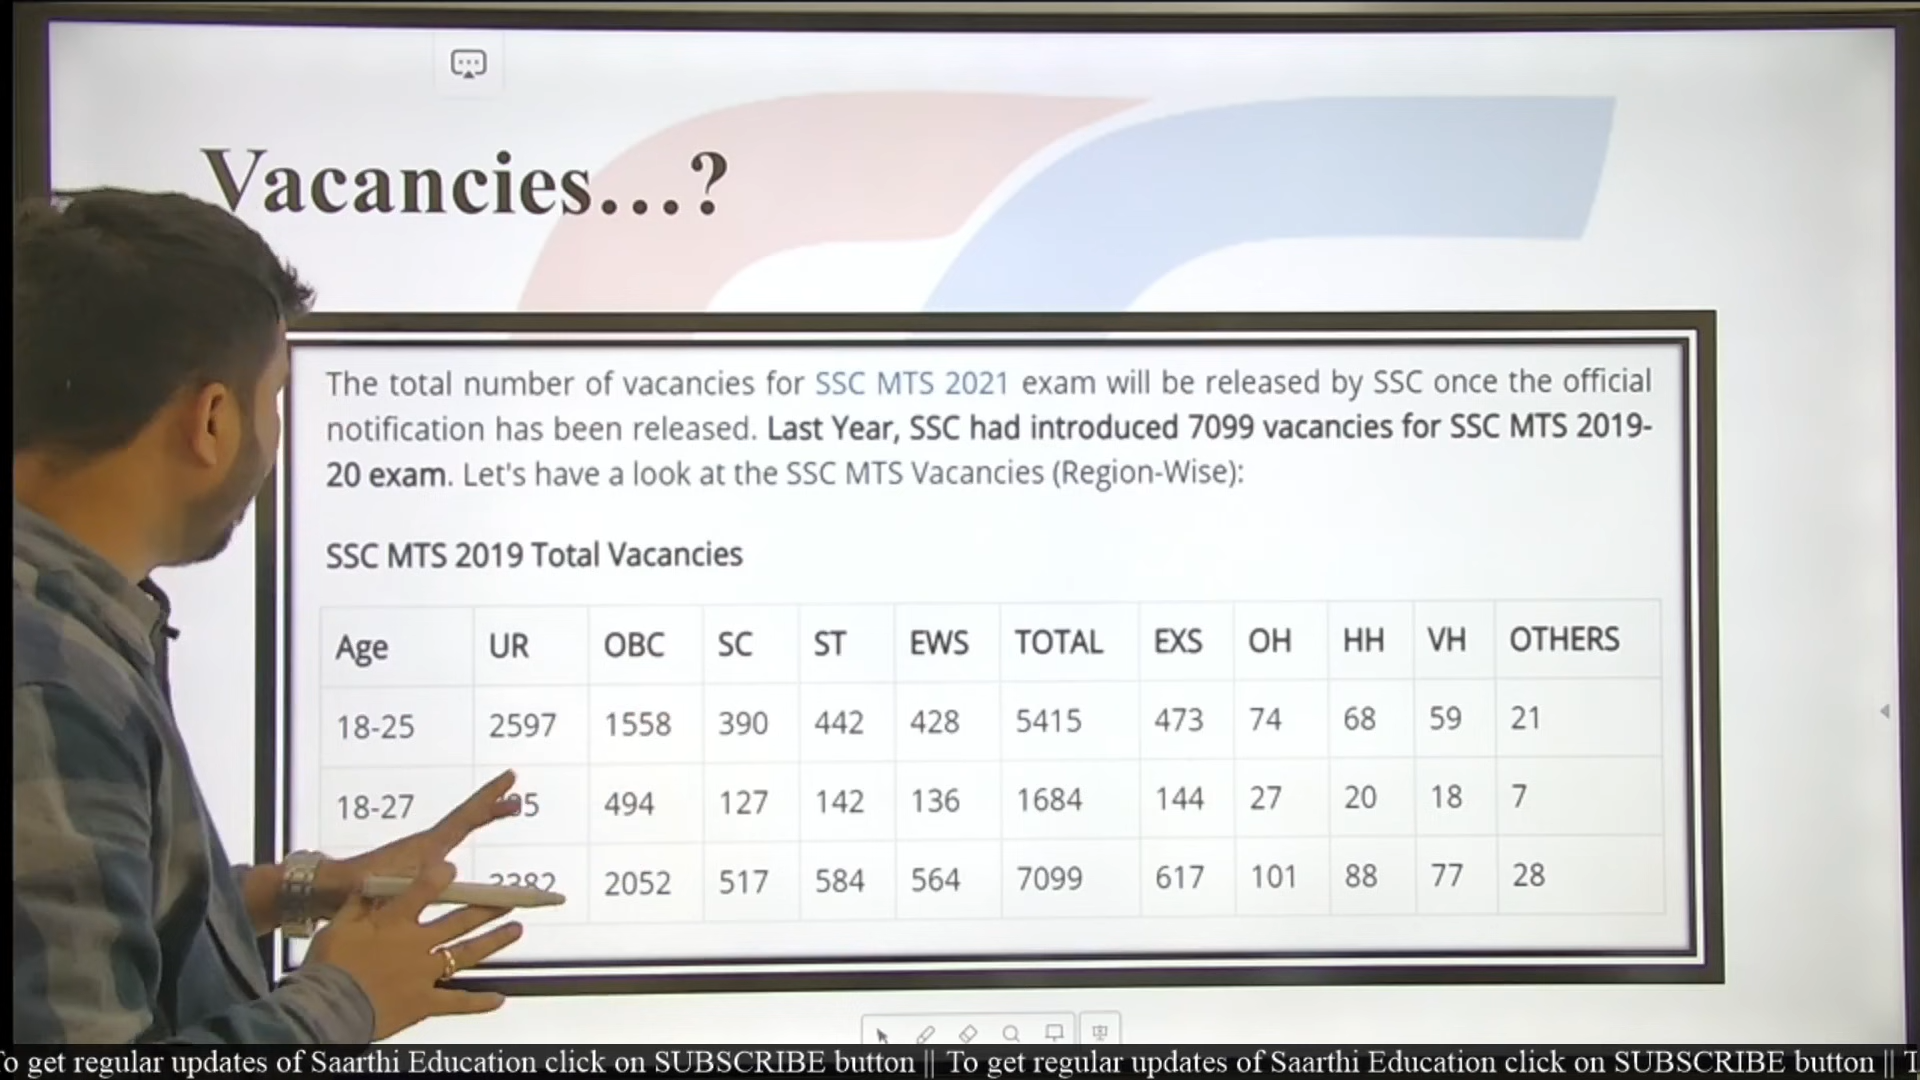 Vacancies...?
The total number of vacancies for SSC MTS 2021 exam will be released by SSC once the official
notification has been released. Last Year, SSC had introduced 7099 vacancies for SSC MTS 2019-
20 exam. Let's have a look at the SSC MTS Vacancies (Region-Wise):
SSC MTS 2019 Total Vacancies
Age UR OBC SC ST EWS TOTAL EXS OH HH VH OTHERS
18-25 2597 1558 390 442 428 5415 473 74 68 59 21
18-27 494 127 142 136 1684 144 27 20 18 7
3382 2052 517 584 564 7099 617 101 88 77 28
To get regular updates of Saarthi Education click on SUBSCRIBE button || To get regular updates of Saarthi Education click on SUBSCRIBE button ||